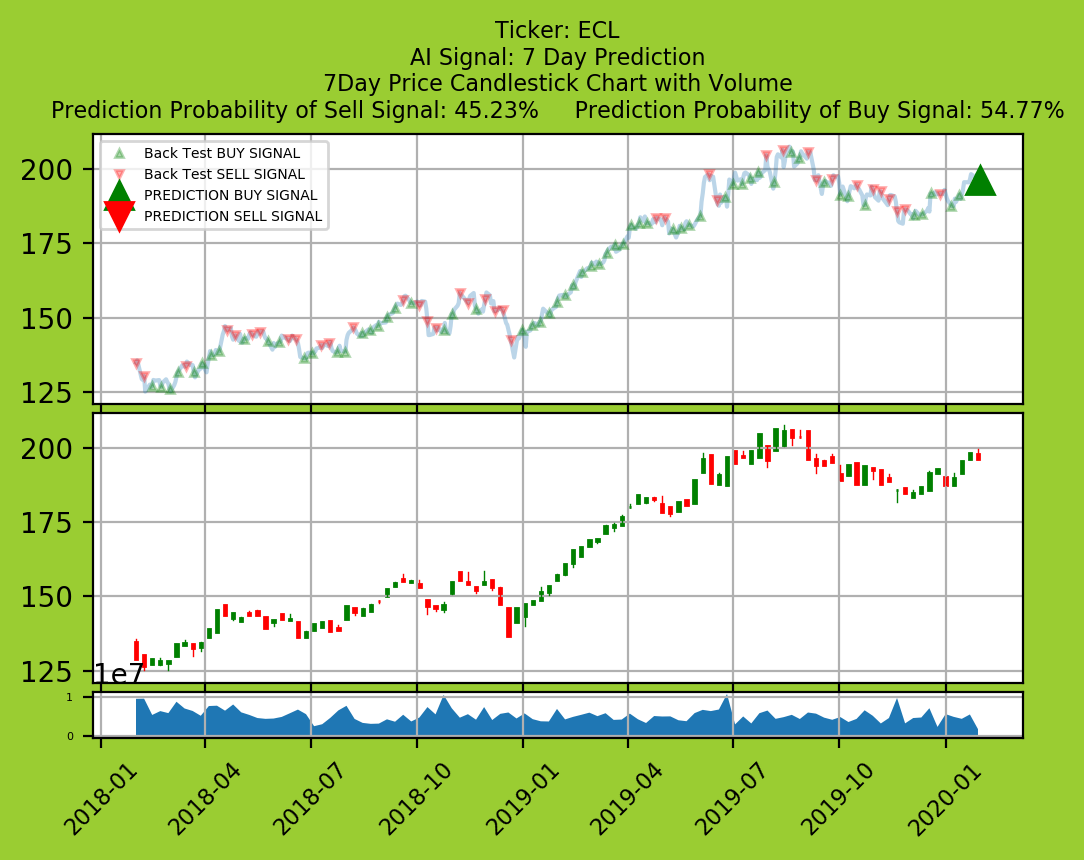 Ticker: ECL
AI Signal: 7 Day Prediction
7Day Price Candlestick Chart with Volume
Prediction Probability of Sell Signal: 45.23% Prediction Probability of Buy Signal: 54.77%
Back Test BUY SIGNAL
Back Test SELL SIGNAL
PREDICTION BUY SIGNAL
PREDICTION SELL SIGNAL
200
175
150
125
200
175
150
125
1e7
1
0
2018-01
2018-04
2018-07
2018-10
2019-01
2019-04
2019-07
2019-10
2020-01